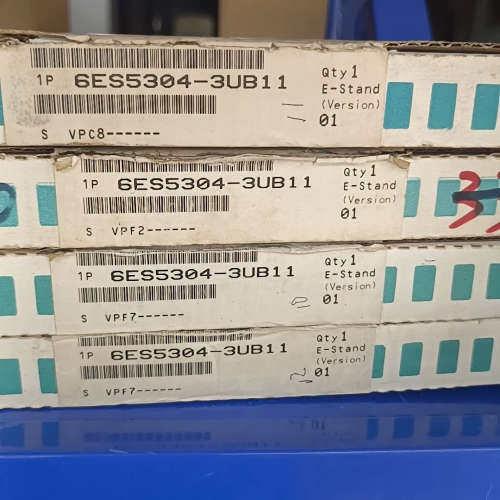 1P 6ES5304-3UB11
Qty 1
E-Stand
(Version)
01
S VPC8------
1P 6ES5304-3UB11
Qty 1
E-Stand
(Version)
01
S VPF2------
1P 6ES5304-3UB11
Qty 1
E-Stand
(Version)
01
S VPF7------
1P 6ES5304-3UB11
Qty 1
E-Stand
(Version)
01
S VPF7------